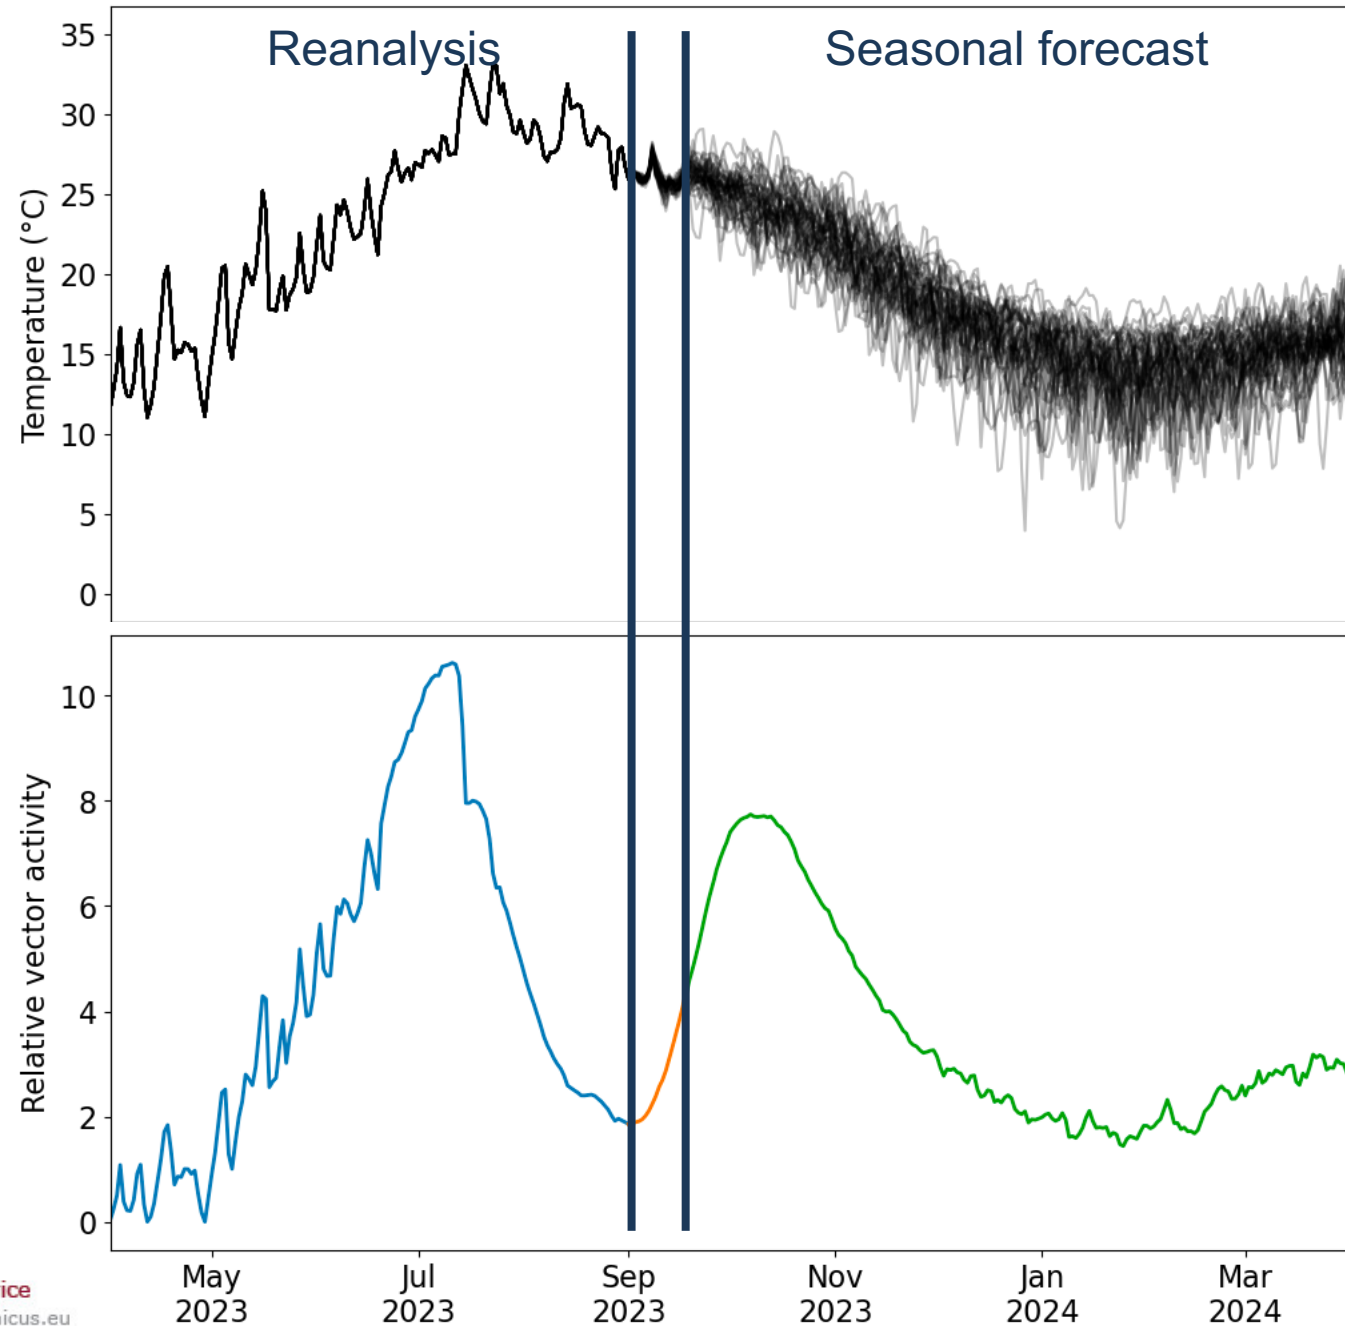 Reanalysis
Seasonal forecast
35
30
25
20
15
10
5
0
Temperature (°C)
10
8
6
4
2
0
Relative vector activity
May Jul Sep Nov Jan Mar
2023 2023 2023 2023 2024 2024
ice
icus.eu